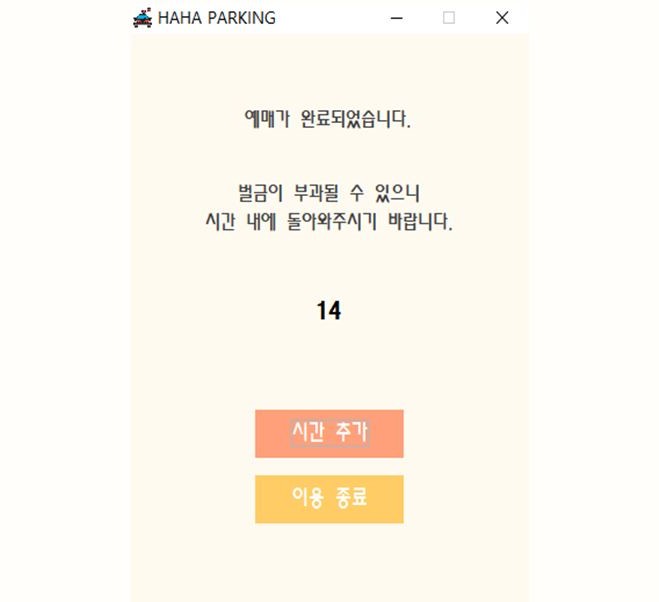 HAHA PARKING
예매가 완료되었습니다.
벌금이 부과될 수 있으니
시간 내에 돌아와주시기 바랍니다.
14
시간 추가
이용 종료